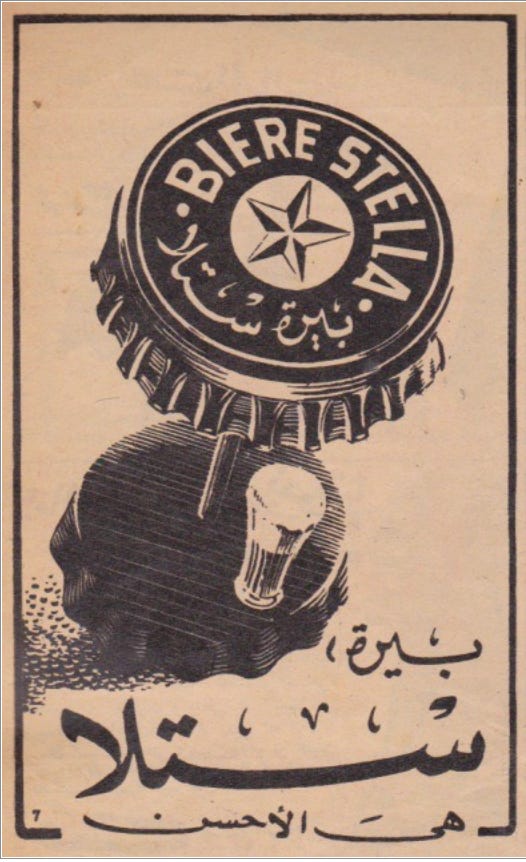 BIERE STELLA
بيرة ستلا
بيرة،
ستلا
هى الأحسن
7